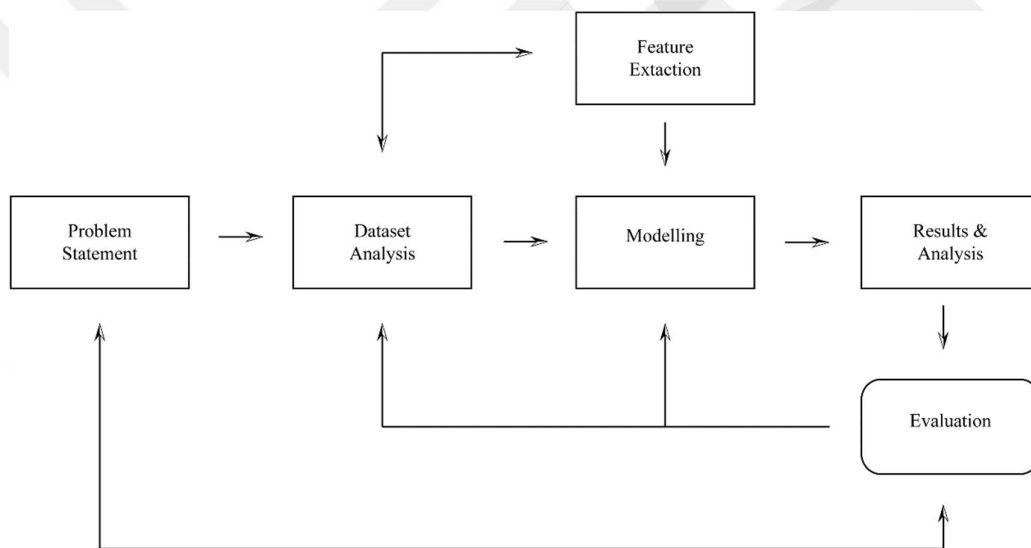 Feature
Extaction
Problem
Statement
Dataset
Analysis
Modelling
Results &
Analysis
Evaluation